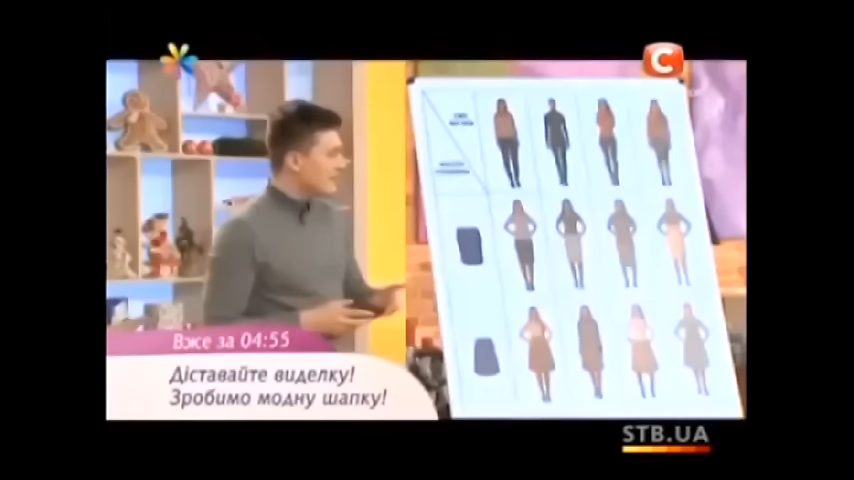 C
Вже за 04:55
Діставайте виделку!
Зробимо модну шапку!
STB.UA